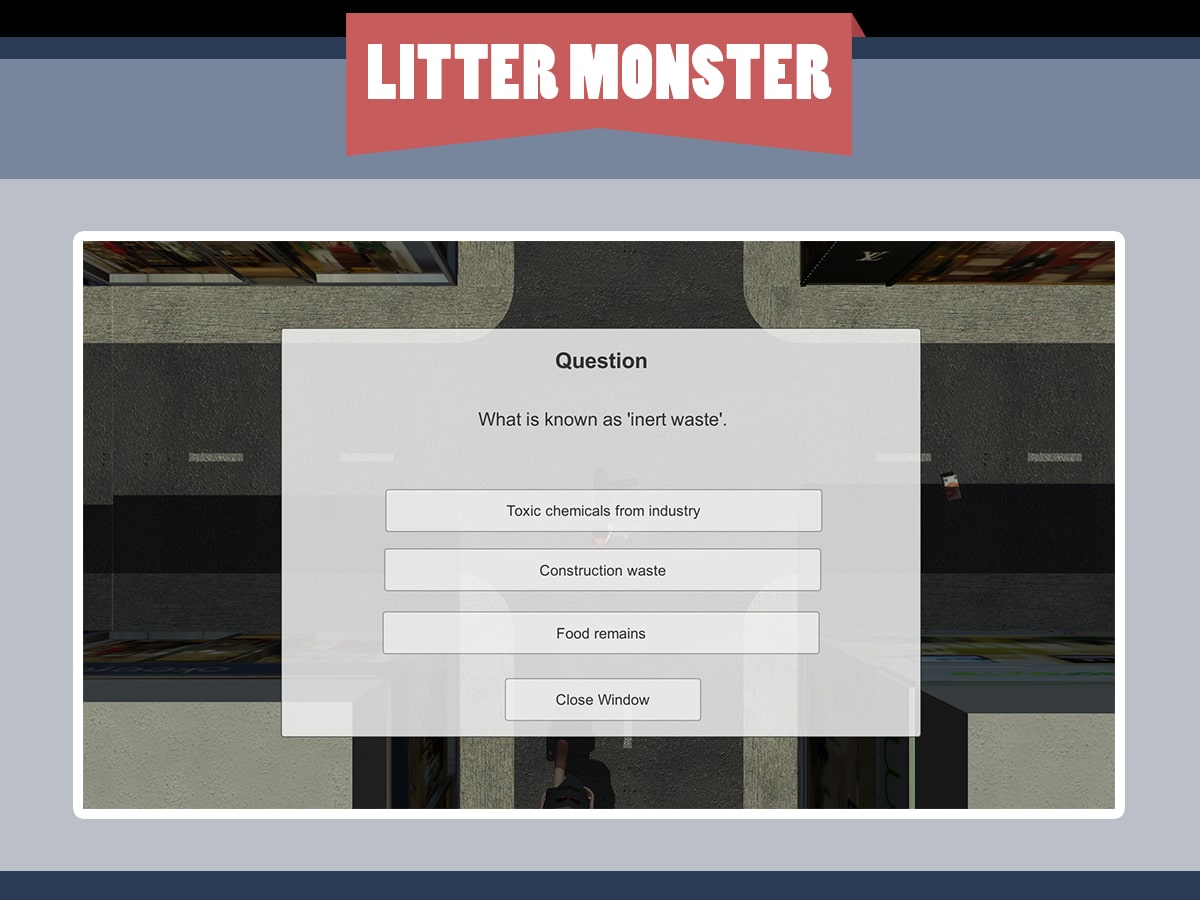 LITTER MONSTER
Question
What is known as 'inert waste'.
Toxic chemicals from industry
Construction waste
Food remains
Close Window